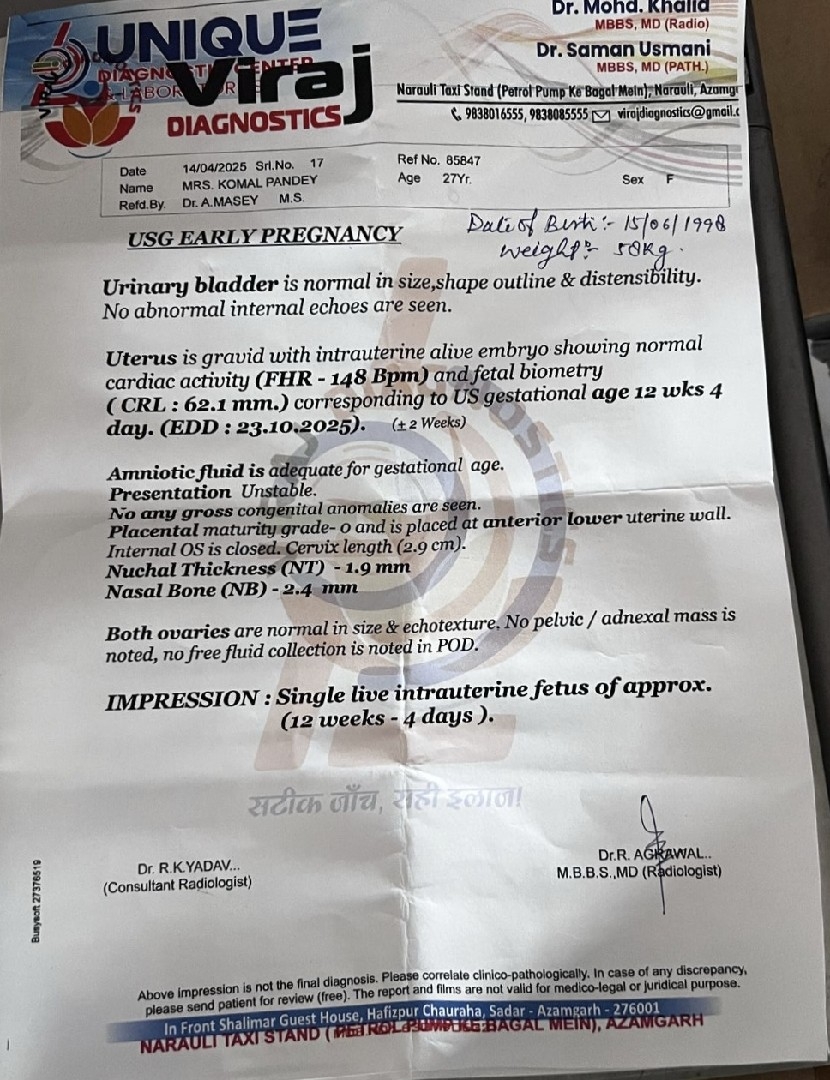 UNIQUE
DIAGNOSTIC CENTER
Viraj
DIAGNOSTICS
Dr. Mohd. Khalid
MBBS, MD (Radio)
Dr. Saman Usmani
MBBS, MD (PATH.)
Narauli Taxi Stand (Petrol Pump Ke Bagal Mein), Narauli, Azamg
9838016555, 9838085555 virajdiagnostics@gmail.c
Date 14/04/2025 Srl.No. 17 Ref No. 85847
Name MRS. KOMAL PANDEY Age 27Yr. Sex F
Refd.By. Dr.A.MASEY M.S.
Date of Birth :- 15/06/1998
USG EARLY PREGNANCY
weight :- 50Kg.
Urinary bladder is normal in size,shape outline & distensibility.
No abnormal internal echoes are seen.
Uterus is gravid with intrauterine alive embryo showing normal
cardiac activity (FHR - 148 Bpm) and fetal biometry
( CRL : 62.1 mm.) corresponding to US gestational age 12 wks 4
day. (EDD : 23.10.2025). (± 2 Weeks)
Amniotic fluid is adequate for gestational age.
Presentation Unstable.
No any gross congenital anomalies are seen.
Placental maturity grade- 0 and is placed at anterior lower uterine wall.
Internal OS is closed. Cervix length (2.9 cm).
Nuchal Thickness (NT) - 1.9 mm
Nasal Bone (NB) - 2.4 mm
Both ovaries are normal in size & echotexture. No pelvic / adnexal mass is
noted, no free fluid collection is noted in POD.
IMPRESSION : Single live intrauterine fetus of approx.
(12 weeks - 4 days ).
सटीक जाँच, सही इलाज!
Dr. R.K.YADAV...
(Consultant Radiologist)
Dr.R. AGRAWAL..
M.B.B.S.,MD (Radiologist)
Busysoft 27376519
Above impression is not the final diagnosis. Please correlate clinico-pathologically. In case of any discrepancy,
please send patient for review (free). The report and films are not valid for medico-legal or juridical purpose.
In Front Shalimar Guest House, Hafizpur Chauraha, Sadar - Azamgarh - 276001
NARAULI TAXI STAND ( BAGAL MEIN), AZAMGARH